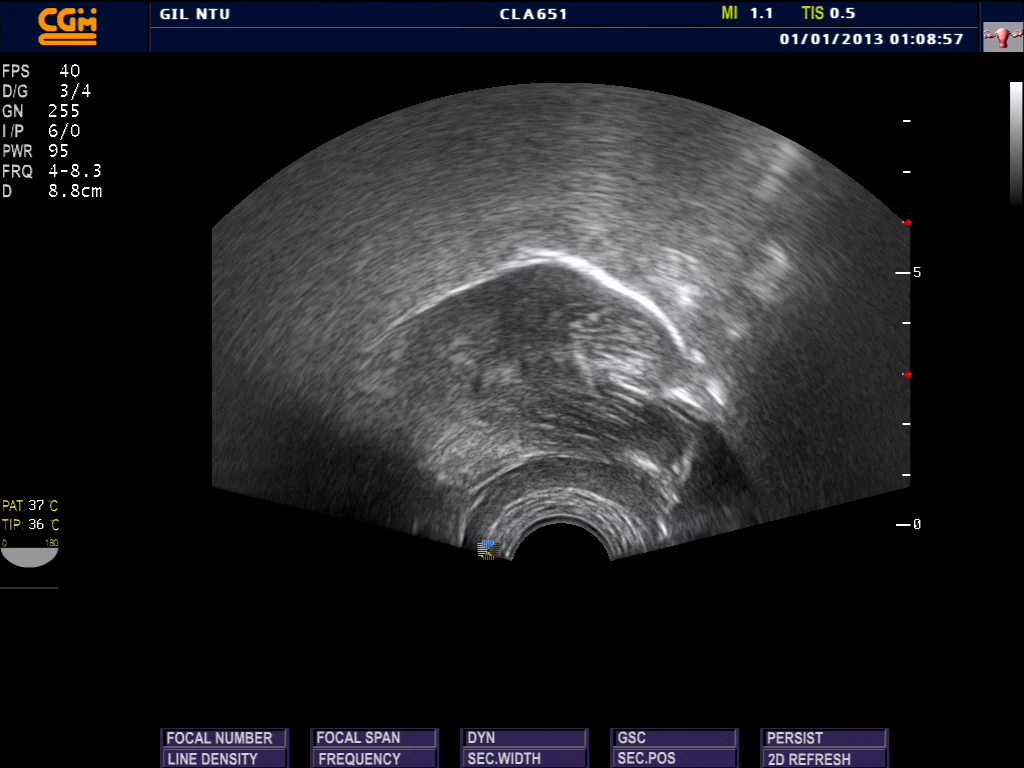 CGM
GIL NTU CLA651 MI 1.1 TIS 0.5
01/01/2013 01:08:57
FPS 40
D/G 3/4
GN 255
I/P 6/0
PWR 95
FRQ 4-8.3
D 8.8cm
5
PAT: 37 °C
TIP: 36 °C
0 180
0
FOCAL NUMBER FOCAL SPAN DYN GSC PERSIST
LINE DENSITY FREQUENCY SEC.WIDTH SEC.POS 2D REFRESH